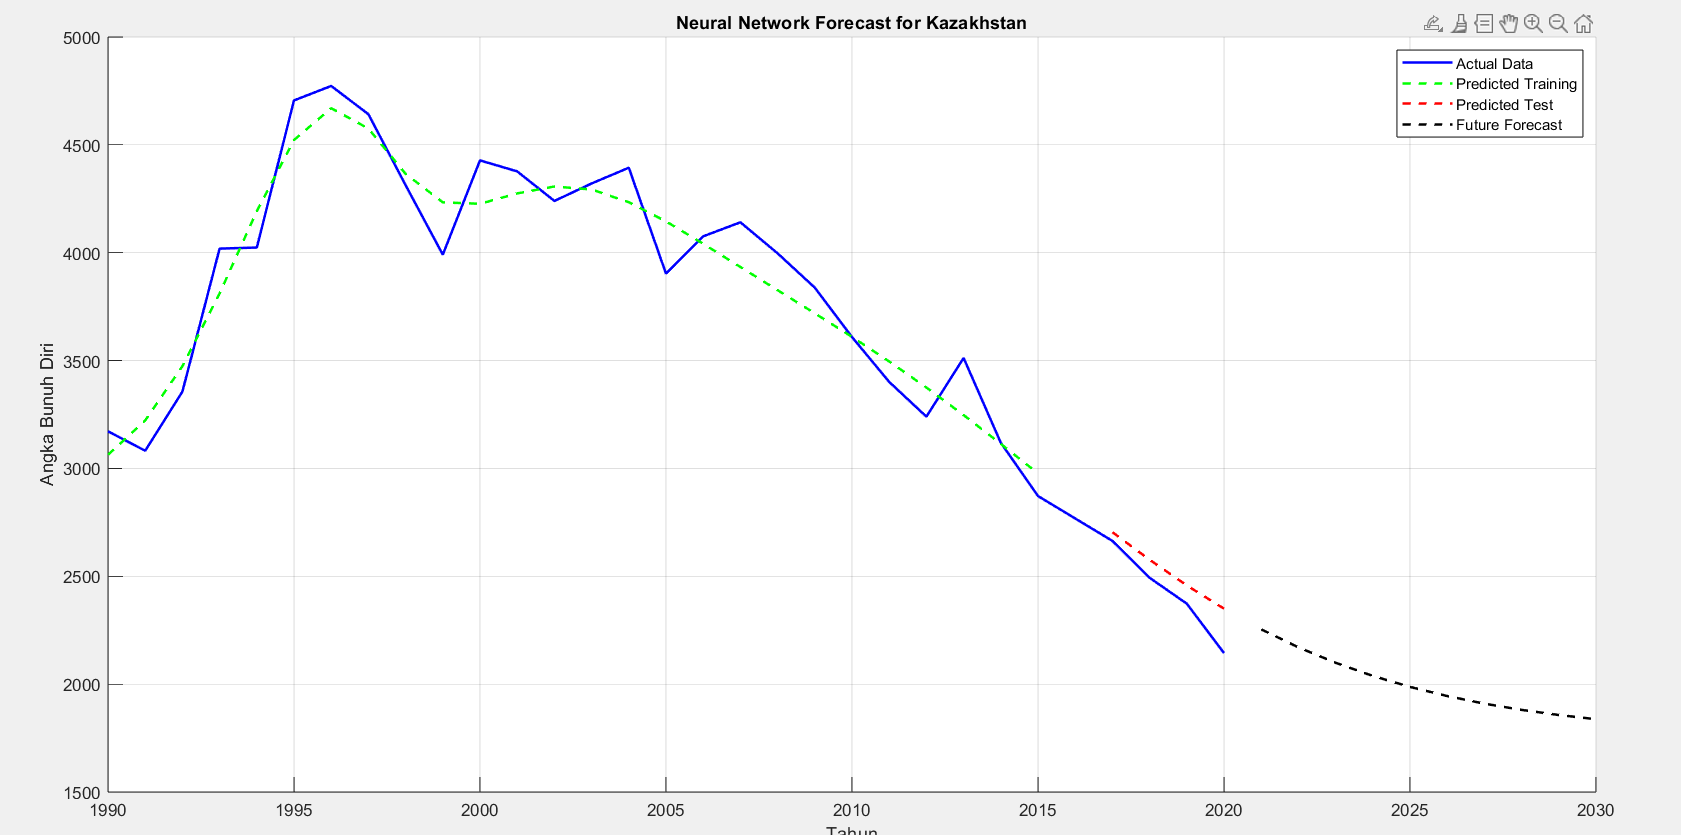 Neural Network Forecast for Kazakhstan
Actual Data
Predicted Training
Predicted Test
Future Forecast
5000
4500
4000
3500
3000
2500
2000
1500
Angka Bunuh Diri
1990
1995
2000
2005
2010
2015
2020
2025
2030
Tahun